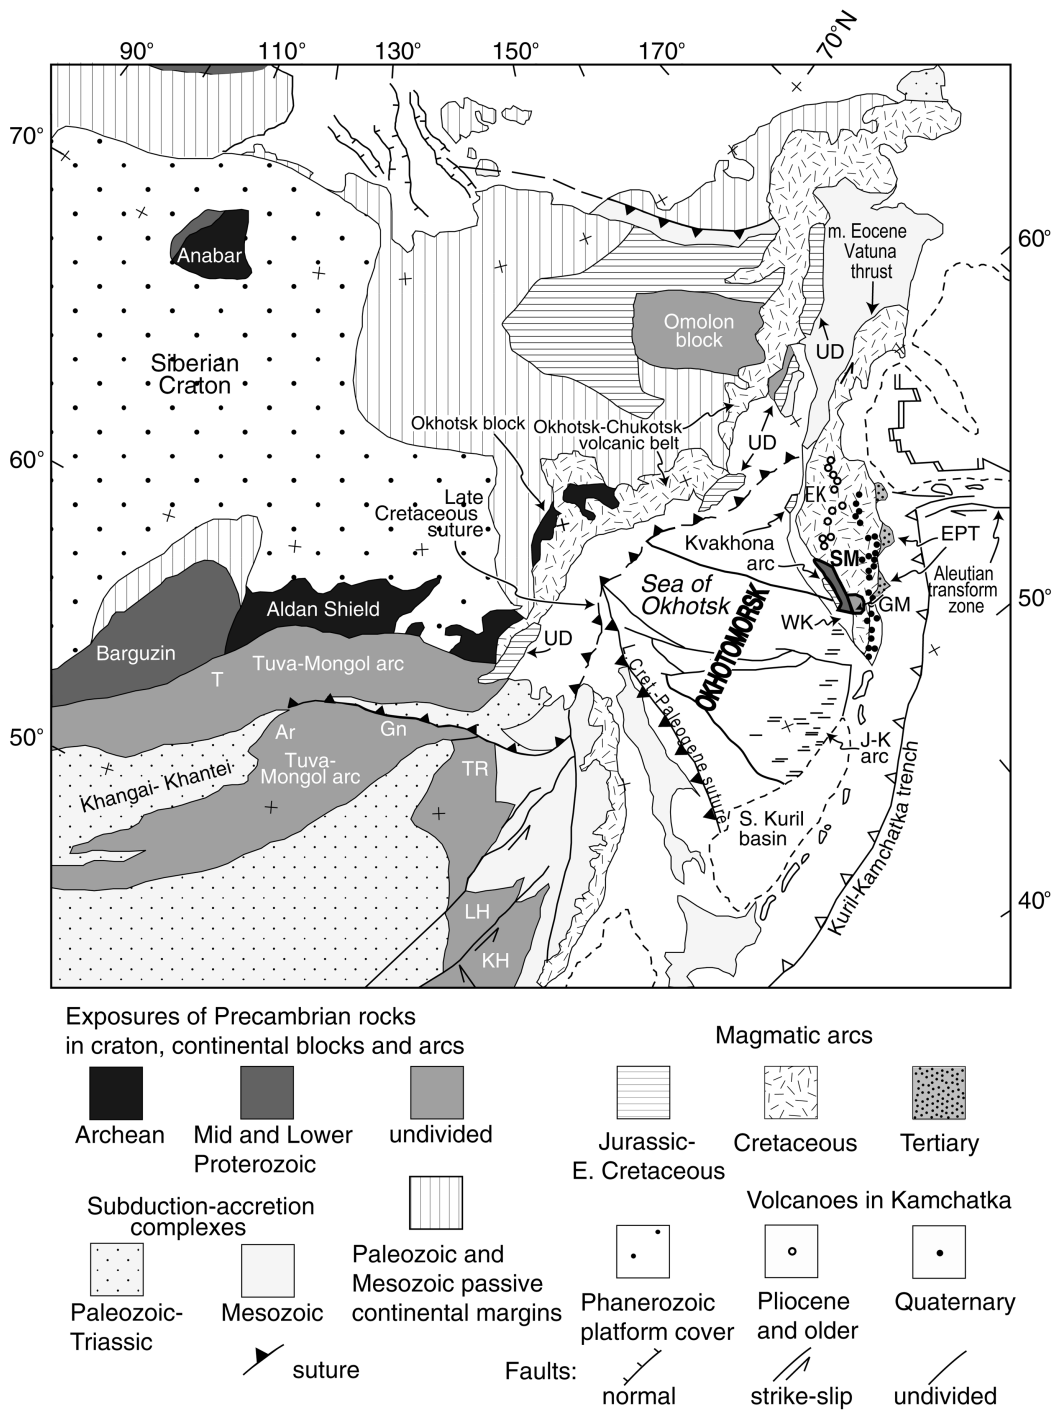 90°
110°
130°
150°
170°
70°N
70°
60°
50°
60°
50°
40°
Anabar
m. Eocene
Vatuna
thrust
Omolon
block
UD
Siberian
Craton
Okhotsk block
Okhotsk-Chukotsk
volcanic belt
UD
Late
Cretaceous
suture
EK
Kvakhona
arc
SM
EPT
Sea of
Okhotsk
OKHOTOMORSK
Aleutian
transform
zone
GM
WK
Aldan Shield
Barguzin
UD
Tuva-Mongol arc
T
L.Cret.-Paleogene suture
Ar
Gn
Tuva-
Mongol arc
Khangai- Khantei
TR
J-K
arc
S. Kuril
basin
Kuril-Kamchatka trench
LH
KH
Exposures of Precambrian rocks
in craton, continental blocks and arcs
Archean
Mid and Lower
Proterozoic
undivided
Subduction-accretion
complexes
Paleozoic-
Triassic
Mesozoic
Paleozoic and
Mesozoic passive
continental margins
suture
Magmatic arcs
Jurassic-
E. Cretaceous
Cretaceous
Tertiary
Volcanoes in Kamchatka
Phanerozoic
platform cover
Pliocene
and older
Quaternary
Faults:
normal
strike-slip
undivided